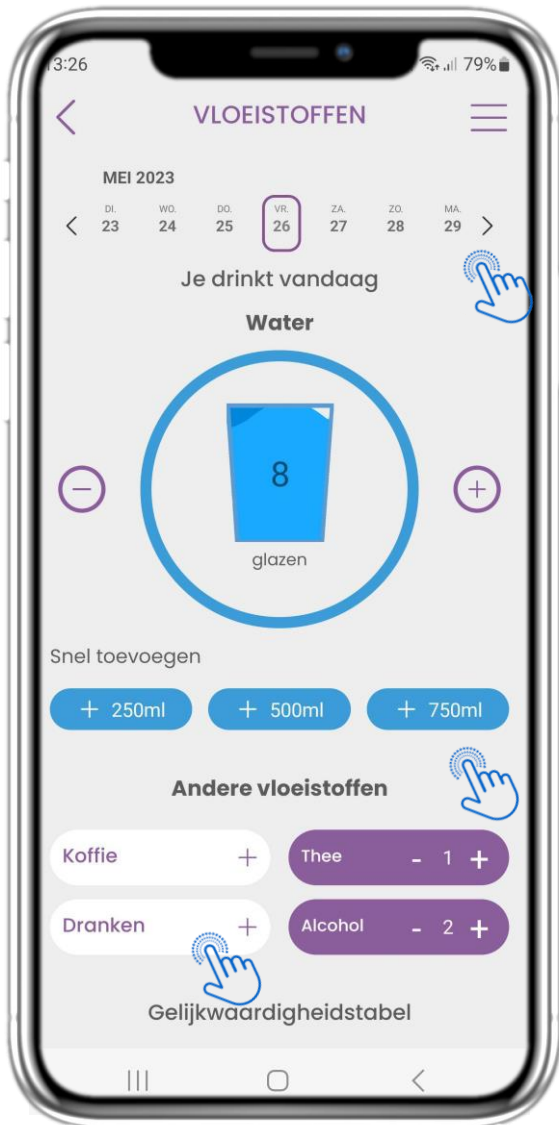 13:26 79%
VLOEISTOFFEN
MEI 2023
DI. WO. DO. VR. ZA. ZO. MA.
23 24 25 26 27 28 29
Je drinkt vandaag
Water
8
glazen
Snel toevoegen
+ 250ml + 500ml + 750ml
Andere vloeistoffen
Koffie + Thee - 1 +
Dranken + Alcohol - 2 +
Gelijkwaardigheidstabel